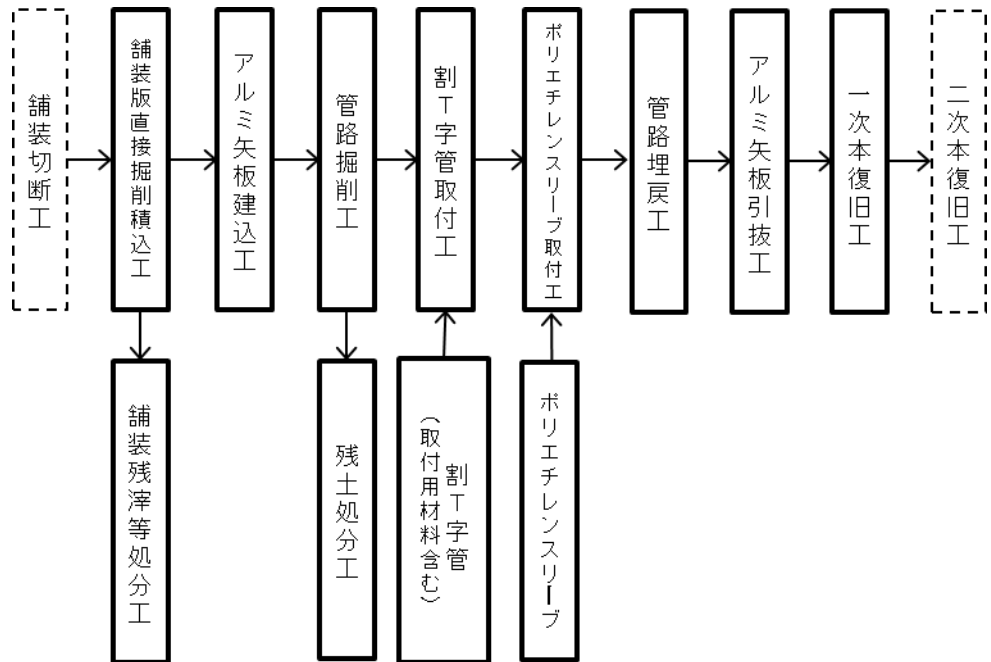 舗装切断工
舗装版直接掘削積込工
アルミ矢板建込工
管路掘削工
割Ｔ字管取付工
ポリエチレンスリーブ取付工
管路埋戻工
アルミ矢板引抜工
一次本復旧工
二次本復旧工
舗装残滓等処分工
残土処分工
割Ｔ字管
（取付用材料含む）
ポリエチレンスリーブ